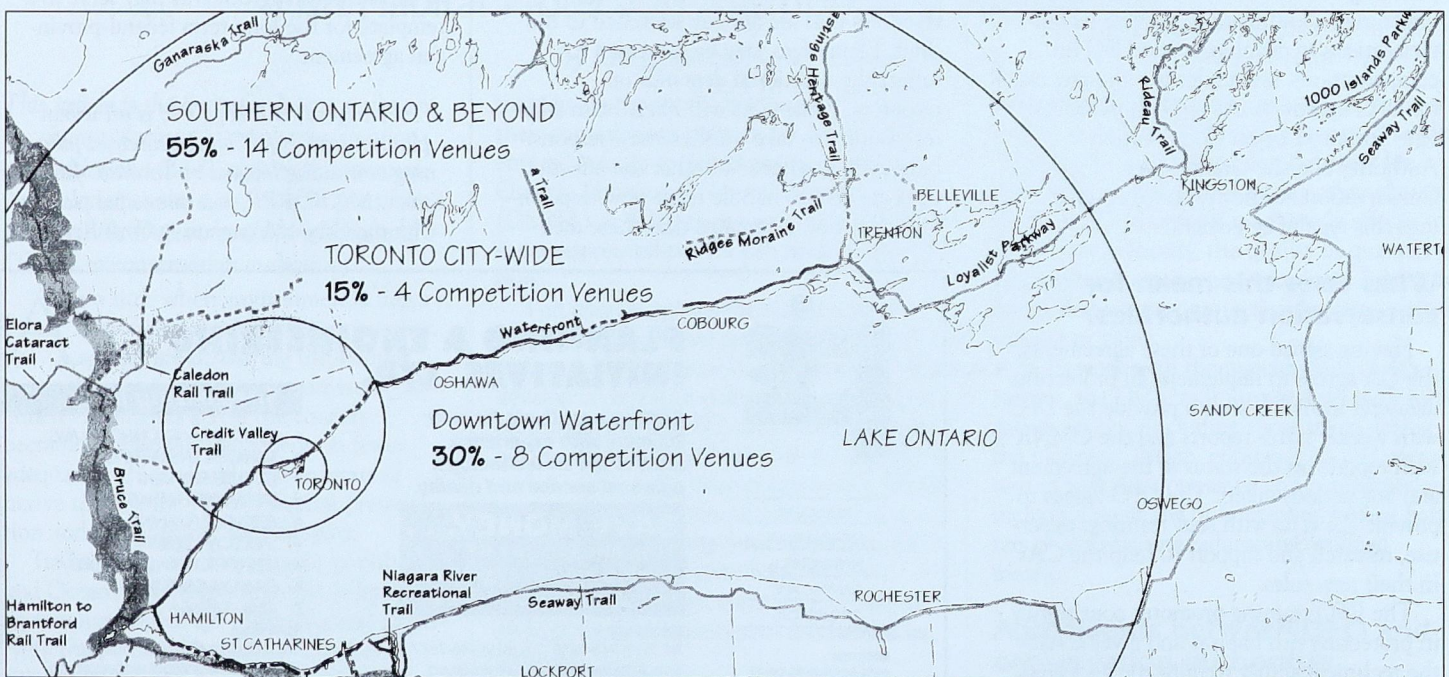 Ganaraska Trail
SOUTHERN ONTARIO & BEYOND
55% - 14 Competition Venues
Hastings Heritage Trail
Rideau Trail
1000 Islands Parkw
Seaway Trail
a Trail
KINGSTON
BELLEVILLE
TRENTON
Ridges Moraine Trail
Loyalist Parkway
WATERT
TORONTO CITY-WIDE
15% - 4 Competition Venues
Waterfront
COBOURG
Elora
Cataract
Trail
Caledon
Rail Trail
OSHAWA
Credit Valley
Trail
Downtown Waterfront
30% - 8 Competition Venues
LAKE ONTARIO
SANDY CREEK
TORONTO
Bruce Trail
OSWEGO
Niagara River
Recreational
Trail
Seaway Trail
ROCHESTER
Hamilton to
Brantford
Rail Trail
HAMILTON
ST CATHARINES
LOCKPORT